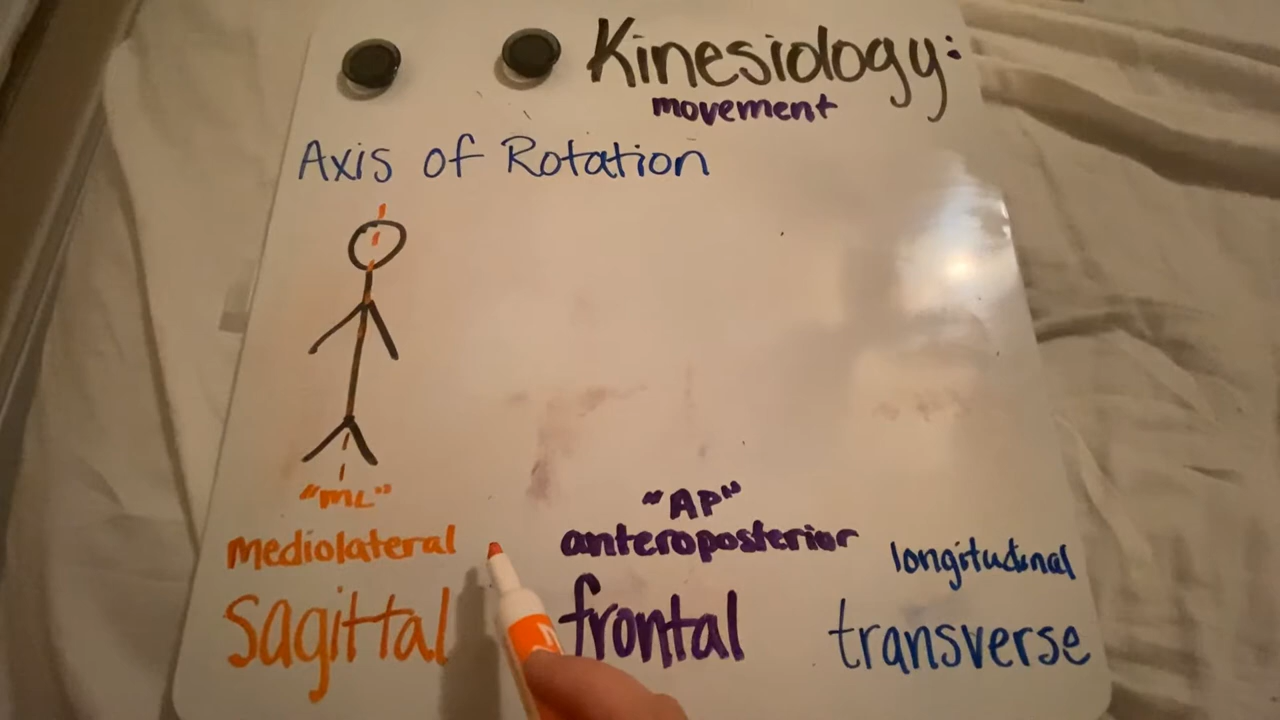 Kinesiology:
movement
Axis of Rotation
"ML"
mediolateral
sagittal
"AP"
anteroposterior
frontal
longitudinal
transverse